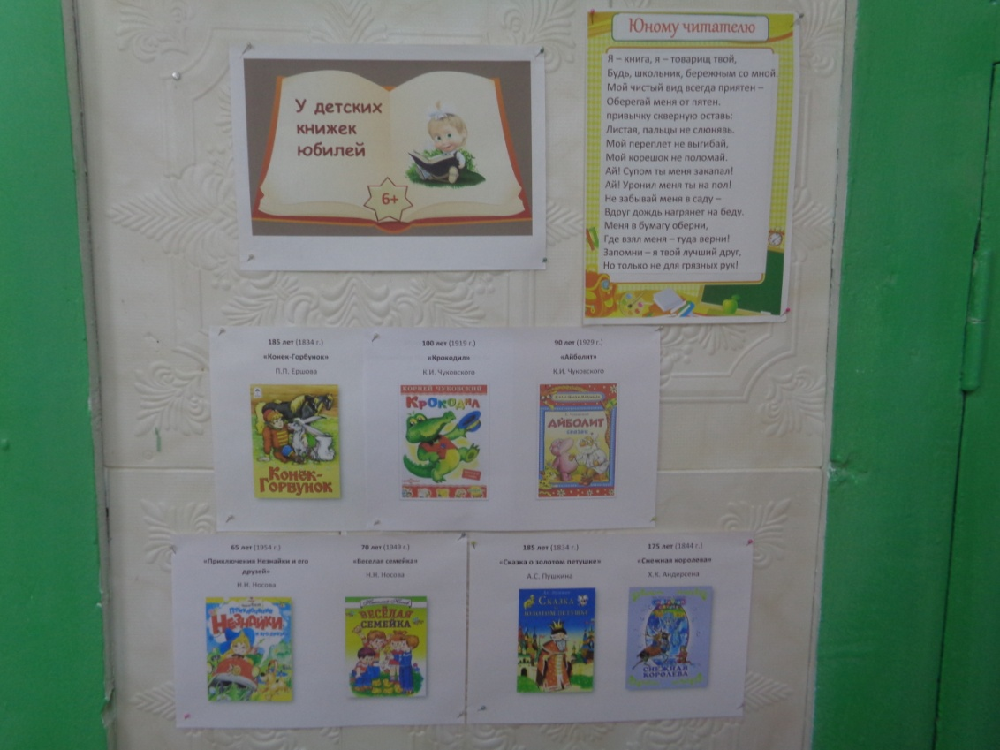 У детских
книжек
юбилей
6+
Юному читателю
Я – книга, я – товарищ твой,
Будь, школьник, бережным со мной.
Мой чистый вид всегда приятен –
Оберегай меня от пятен.
привычку скверную оставь:
Листая, пальцы не слюнявь.
Мой переплет не выгибай,
Мой корешок не поломай.
Ай! Супом ты меня закапал!
Ай! Уронил меня ты на пол!
Не забывай меня в саду –
Вдруг дождь нагрянет на беду.
Меня в бумагу оберни,
Где взял меня – туда верни!
Запомни – я твой лучший друг,
Но только не для грязных рук!
185 лет (1834 г.)
«Конек-Горбунок»
П.П. Ершова
Конек-
Горбунок
100 лет (1919 г.)
«Крокодил»
К.И. Чуковского
КОРНЕЙ ЧУКОВСКИЙ
КРОКОДИЛ
90 лет (1929 г.)
«Айболит»
К.И. Чуковского
АЙБОЛИТ
65 лет (1954 г.)
«Приключения Незнайки и его
друзей»
Н.Н. Носова
ПРИКЛЮЧЕНИЯ
НЕЗНАЙКИ
70 лет (1949 г.)
«Веселая семейка»
Н.Н. Носова
ВЕСЁЛАЯ
СЕМЕЙКА
185 лет (1834 г.)
«Сказка о золотом петушке»
А.С. Пушкина
СКАЗКА
ЗОЛОТОМ ПЕТУШКЕ
175 лет (1844 г.)
«Снежная королева»
Х.К. Андерсена
СНЕЖНАЯ
КОРОЛЕВА